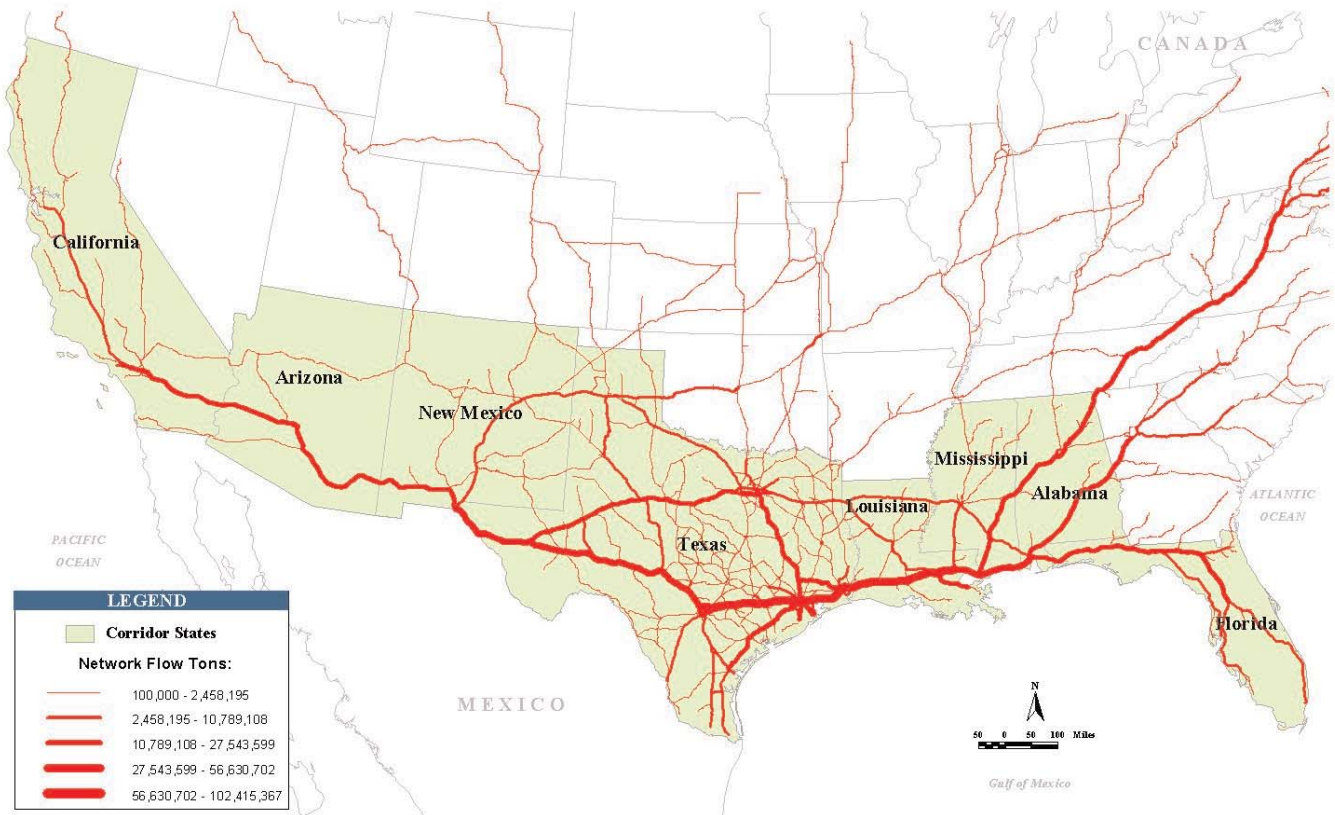 CANADA
California
Arizona
New Mexico
Mississippi
Alabama
Louisiana
Texas
Florida
ATLANTIC
OCEAN
PACIFIC
OCEAN
MEXICO
Gulf of Mexico
N
50 0 50 100 Miles
LEGEND
Corridor States
Network Flow Tons:
100,000 - 2,458,195
2,458,195 - 10,789,108
10,789,108 - 27,543,599
27,543,599 - 56,630,702
56,630,702 - 102,415,367